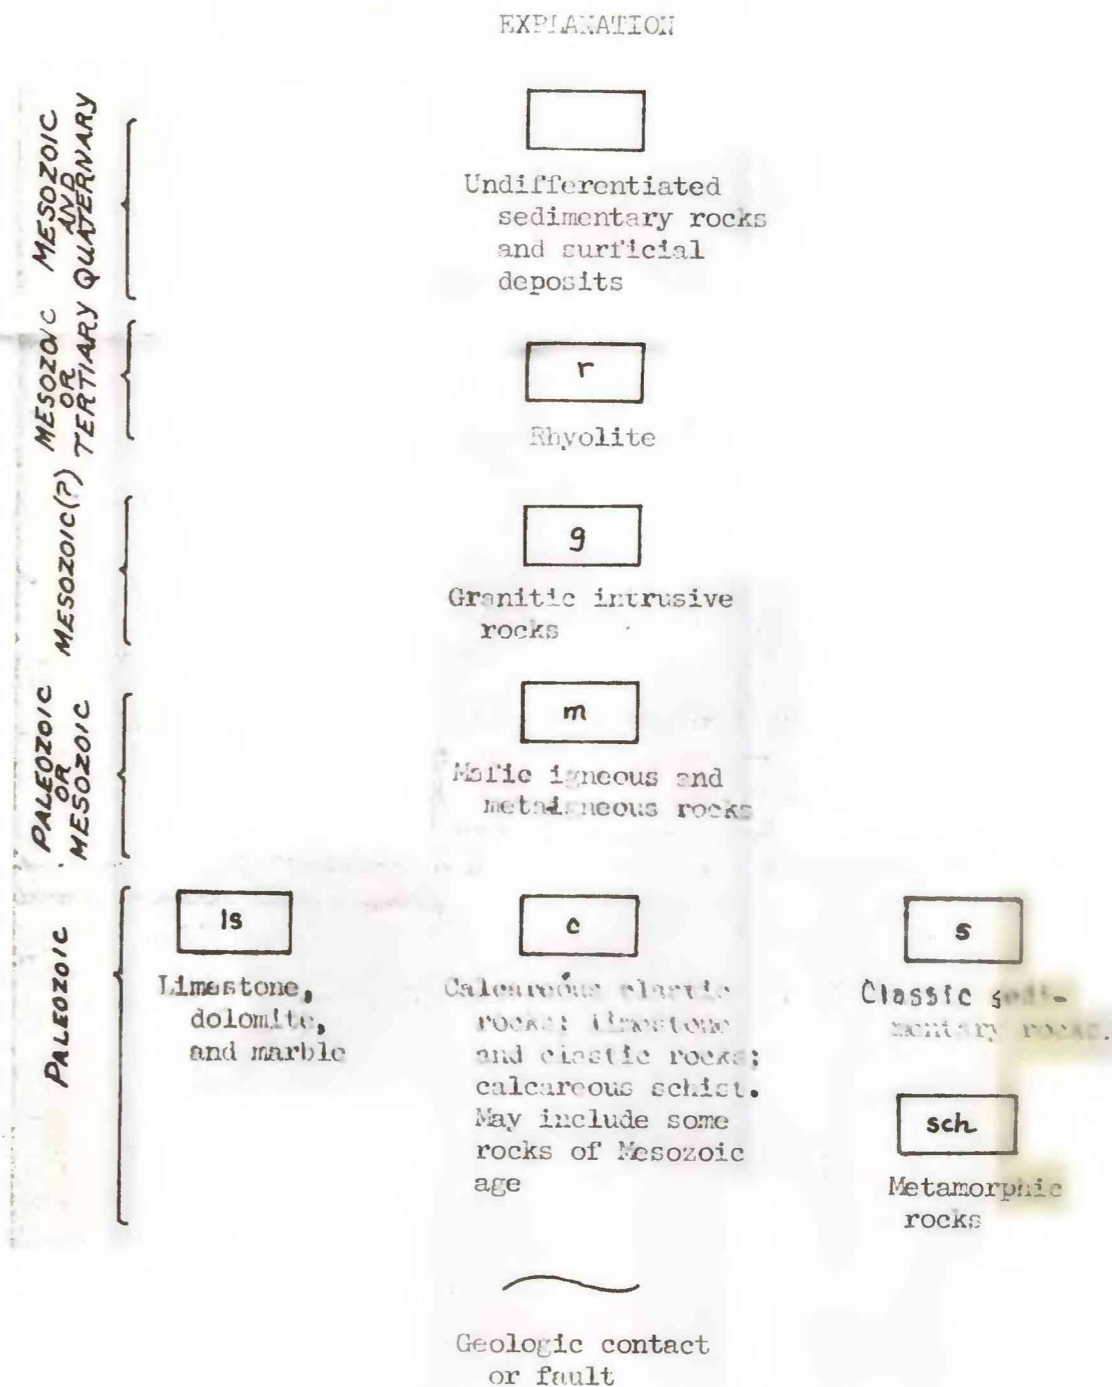 EXPLANATION
MESOZOIC
AND
QUATERNARY
Undifferentiated
sedimentary rocks
and surficial
deposits
MESOZOIC
OR
TERTIARY
r
Rhyolite
MESOZOIC(?)
g
Granitic intrusive
rocks
PALEOZOIC
OR
MESOZOIC
m
Mafic igneous and
metaigneous rocks
PALEOZOIC
ls
Limestone,
dolomite,
and marble
c
Calcareous clastic
rocks; limestone
and clastic rocks;
calcareous schist.
May include some
rocks of Mesozoic
age
s
Classic sedi-
mentary rocks.
sch
Metamorphic
rocks
Geologic contact
or fault